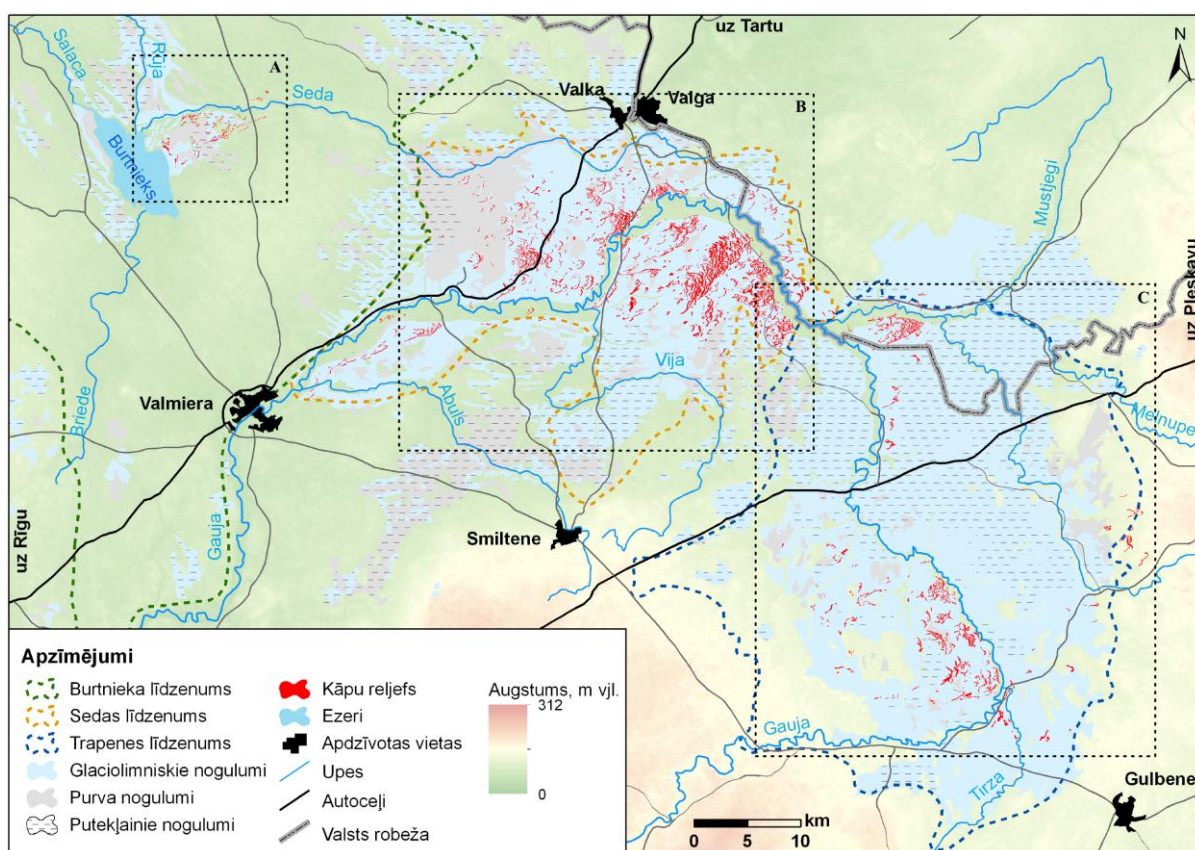 uz Tartu
N
Salaca
Rūja
A
Seda
Valka
Valga
B
Burtnieks
Mustjegi
uz Pleskavu
C
Vija
Valmiera
Abuls
Briede
Melnupe
Gauja
Smiltene
uz Rīgu
Gauja
Tirza
Gulbene
Apzīmējumi
Burtnieka līdzenums
Sedas līdzenums
Trapenes līdzenums
Glaciolimniskie nogulumi
Purva nogulumi
Putekļainie nogulumi
Kāpu reljefs
Ezeri
Apdzīvotas vietas
Upes
Autoceļi
Valsts robeža
Augstums, m vjl.
312
0
km
0 5 10